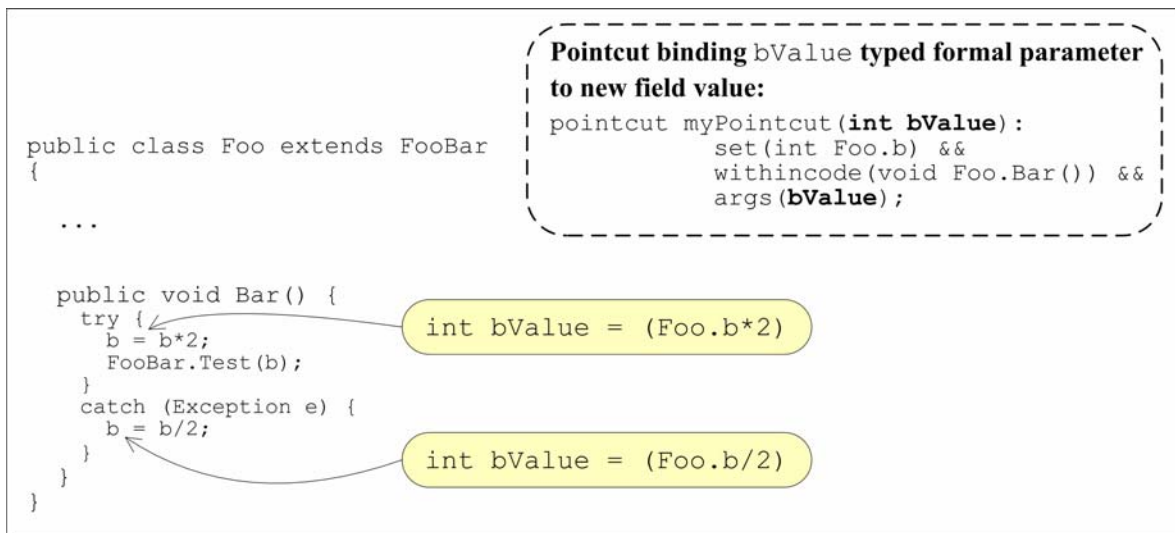 Pointcut binding bValue typed formal parameter
to new field value:
pointcut myPointcut(int bValue):
set(int Foo.b) &&
withincode(void Foo.Bar()) &&
args(bValue);
public class Foo extends FooBar
{
...
public void Bar() {
try {
b = b*2;
FooBar.Test(b);
}
catch (Exception e) {
b = b/2;
}
}
}
int bValue = (Foo.b*2)
int bValue = (Foo.b/2)